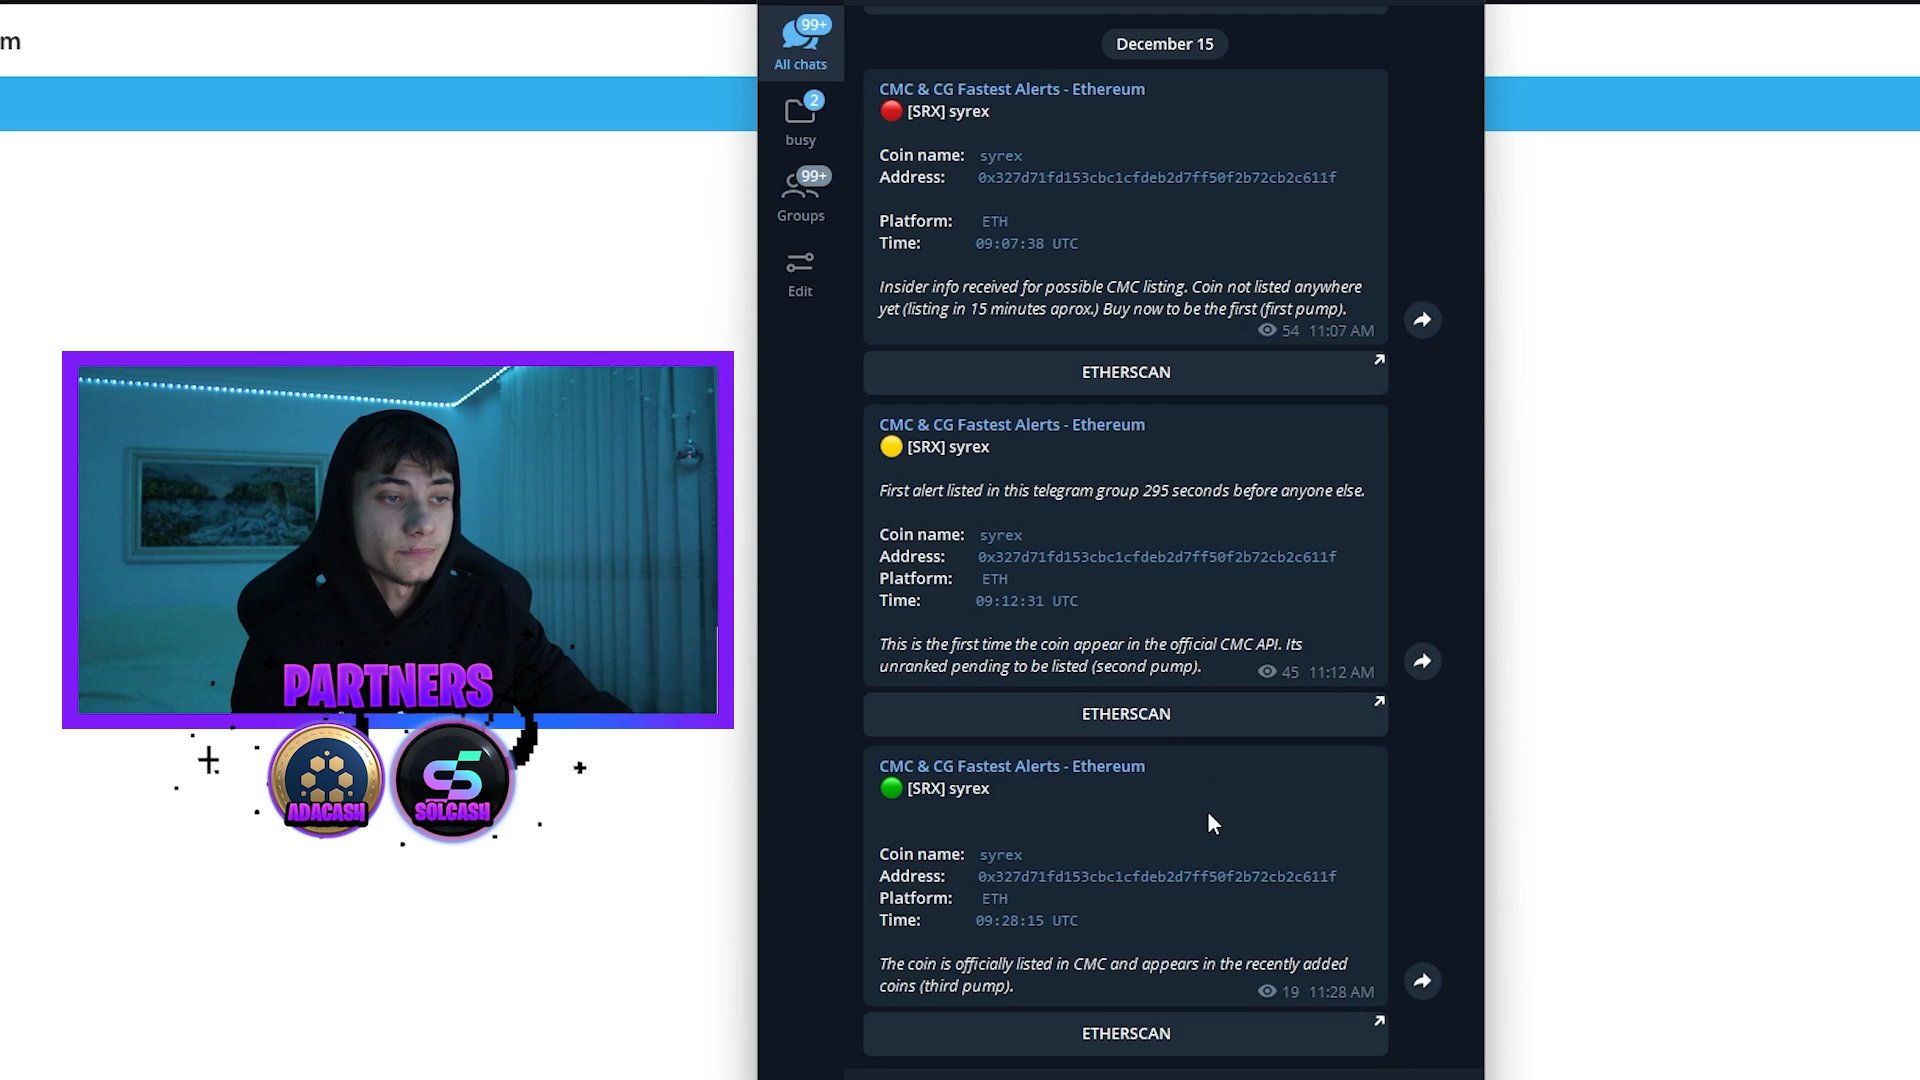 m
99+
All chats
2
busy
99+
Groups
Edit
December 15
CMC & CG Fastest Alerts - Ethereum
[SRX] syrex
Coin name: syrex
Address: 0x327d71fd153cbc1cfdeb2d7ff50f2b72cb2c611f
Platform: ETH
Time: 09:07:38 UTC
Insider info received for possible CMC listing. Coin not listed anywhere
yet (listing in 15 minutes aprox.) Buy now to be the first (first pump).
54 11:07 AM
ETHERSCAN
CMC & CG Fastest Alerts - Ethereum
[SRX] syrex
First alert listed in this telegram group 295 seconds before anyone else.
Coin name: syrex
Address: 0x327d71fd153cbc1cfdeb2d7ff50f2b72cb2c611f
Platform: ETH
Time: 09:12:31 UTC
This is the first time the coin appear in the official CMC API. Its
unranked pending to be listed (second pump).
45 11:12 AM
ETHERSCAN
CMC & CG Fastest Alerts - Ethereum
[SRX] syrex
Coin name: syrex
Address: 0x327d71fd153cbc1cfdeb2d7ff50f2b72cb2c611f
Platform: ETH
Time: 09:28:15 UTC
The coin is officially listed in CMC and appears in the recently added
coins (third pump).
19 11:28 AM
ETHERSCAN
PARTNERS
ADACASH
SOLCASH